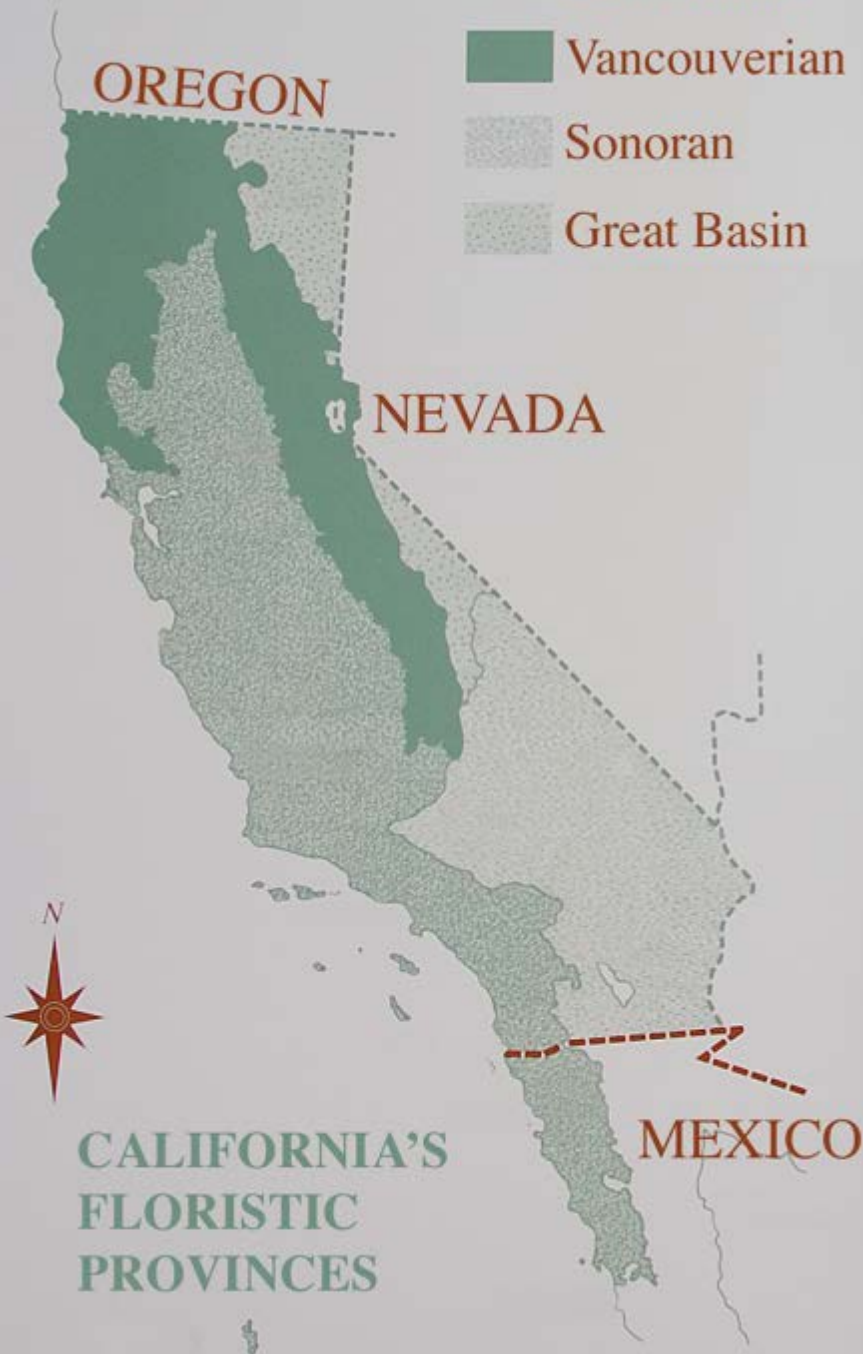 Vancouverian
OREGON
Sonoran
Great Basin
NEVADA
N
MEXICO
CALIFORNIA'S
FLORISTIC
PROVINCES